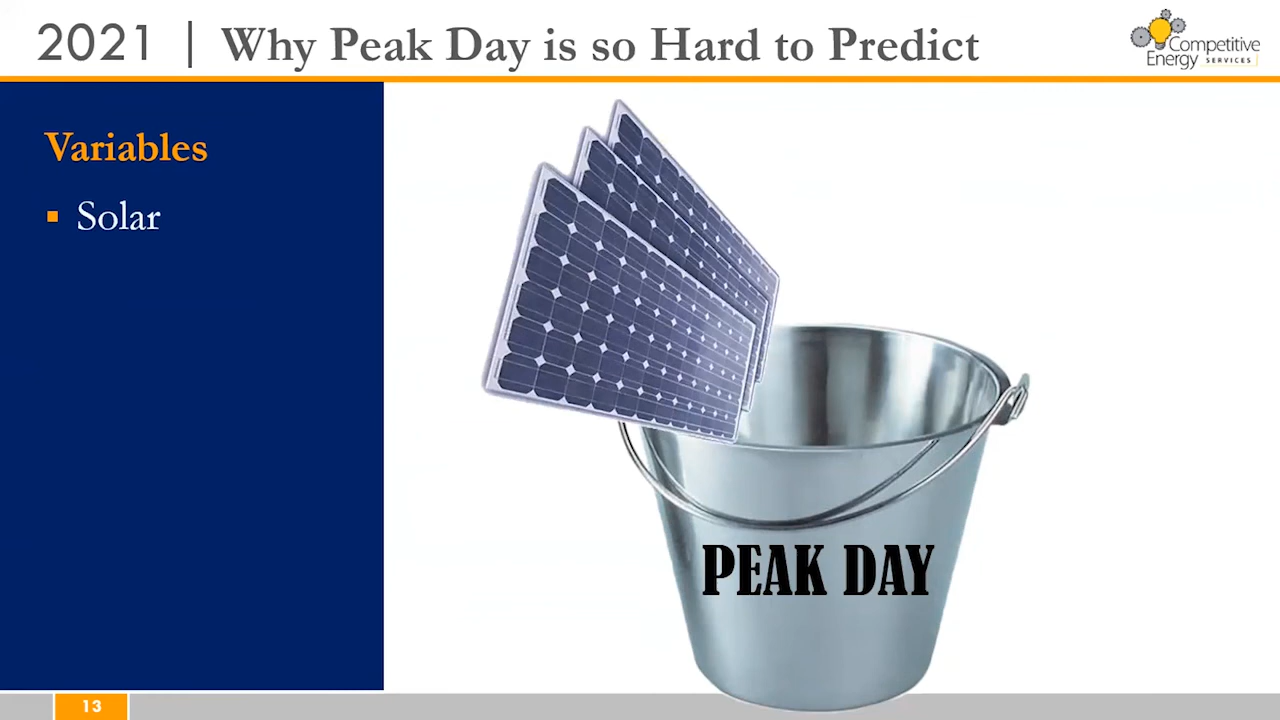 2021 | Why Peak Day is so Hard to Predict
Competitive
Energy SERVICES
Variables
▪ Solar
PEAK DAY
13